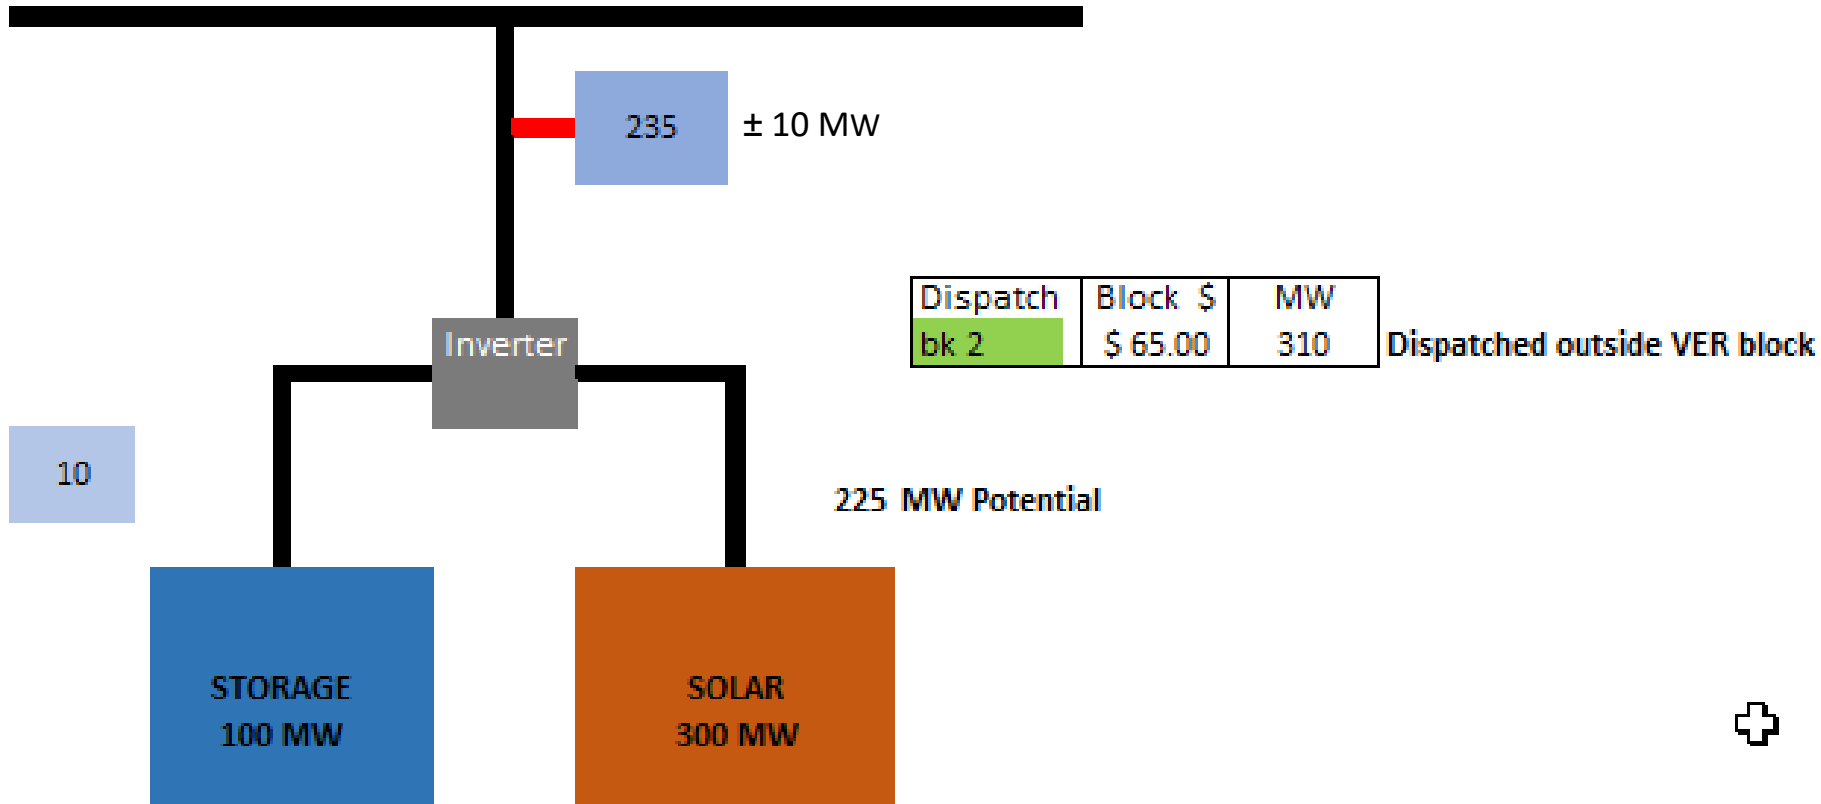 235
± 10 MW
Dispatch Block $ MW
bk 2 $ 65.00 310 Dispatched outside VER block
Inverter
10
225 MW Potential
STORAGE
100 MW
SOLAR
300 MW